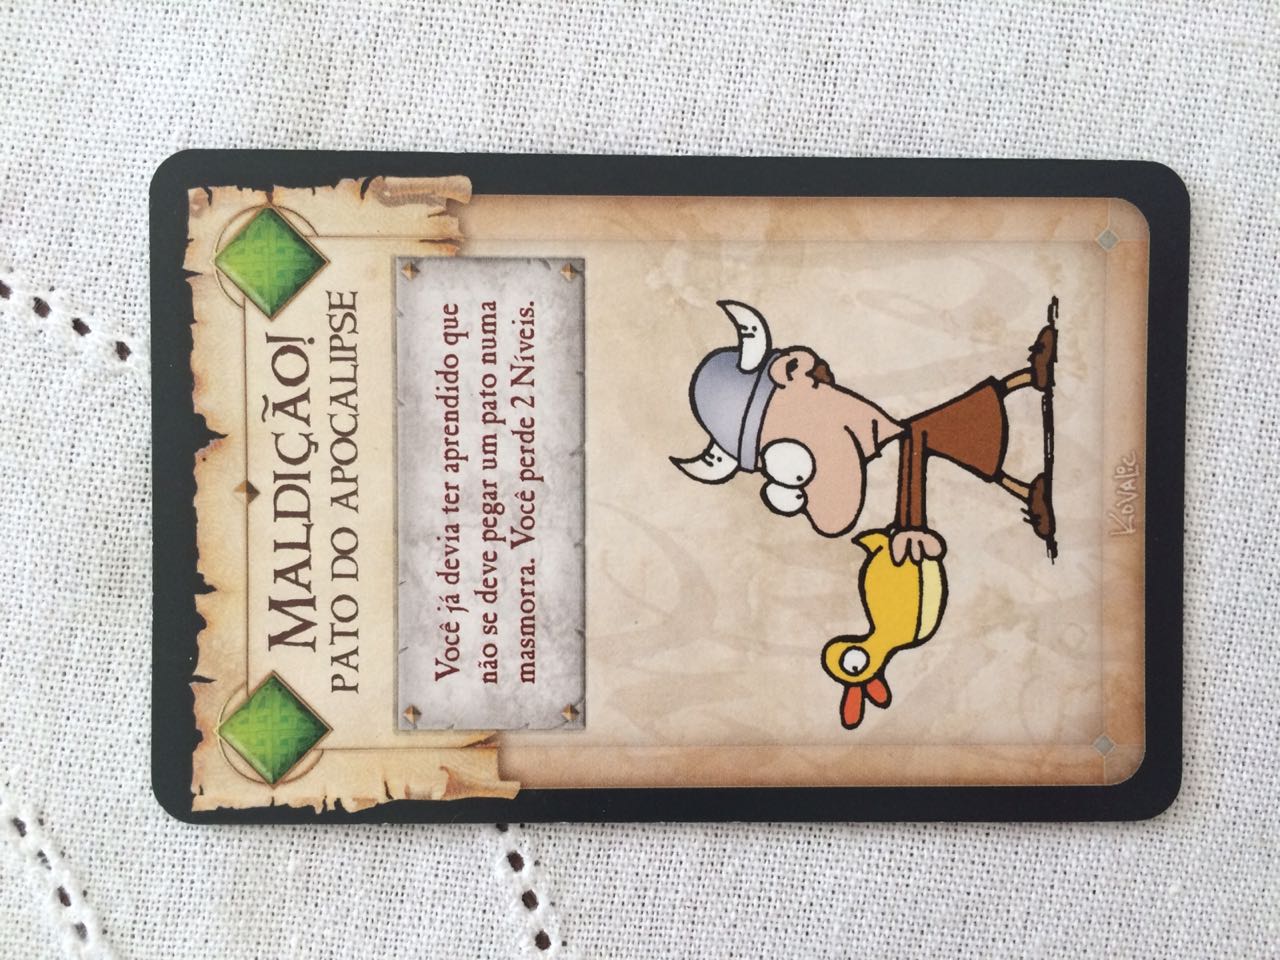 MALDIÇÃO!
PATO DO APOCALIPSE
Você já devia ter aprendido que
não se deve pegar um pato numa
masmorra. Você perde 2 Níveis.
KOVALIC